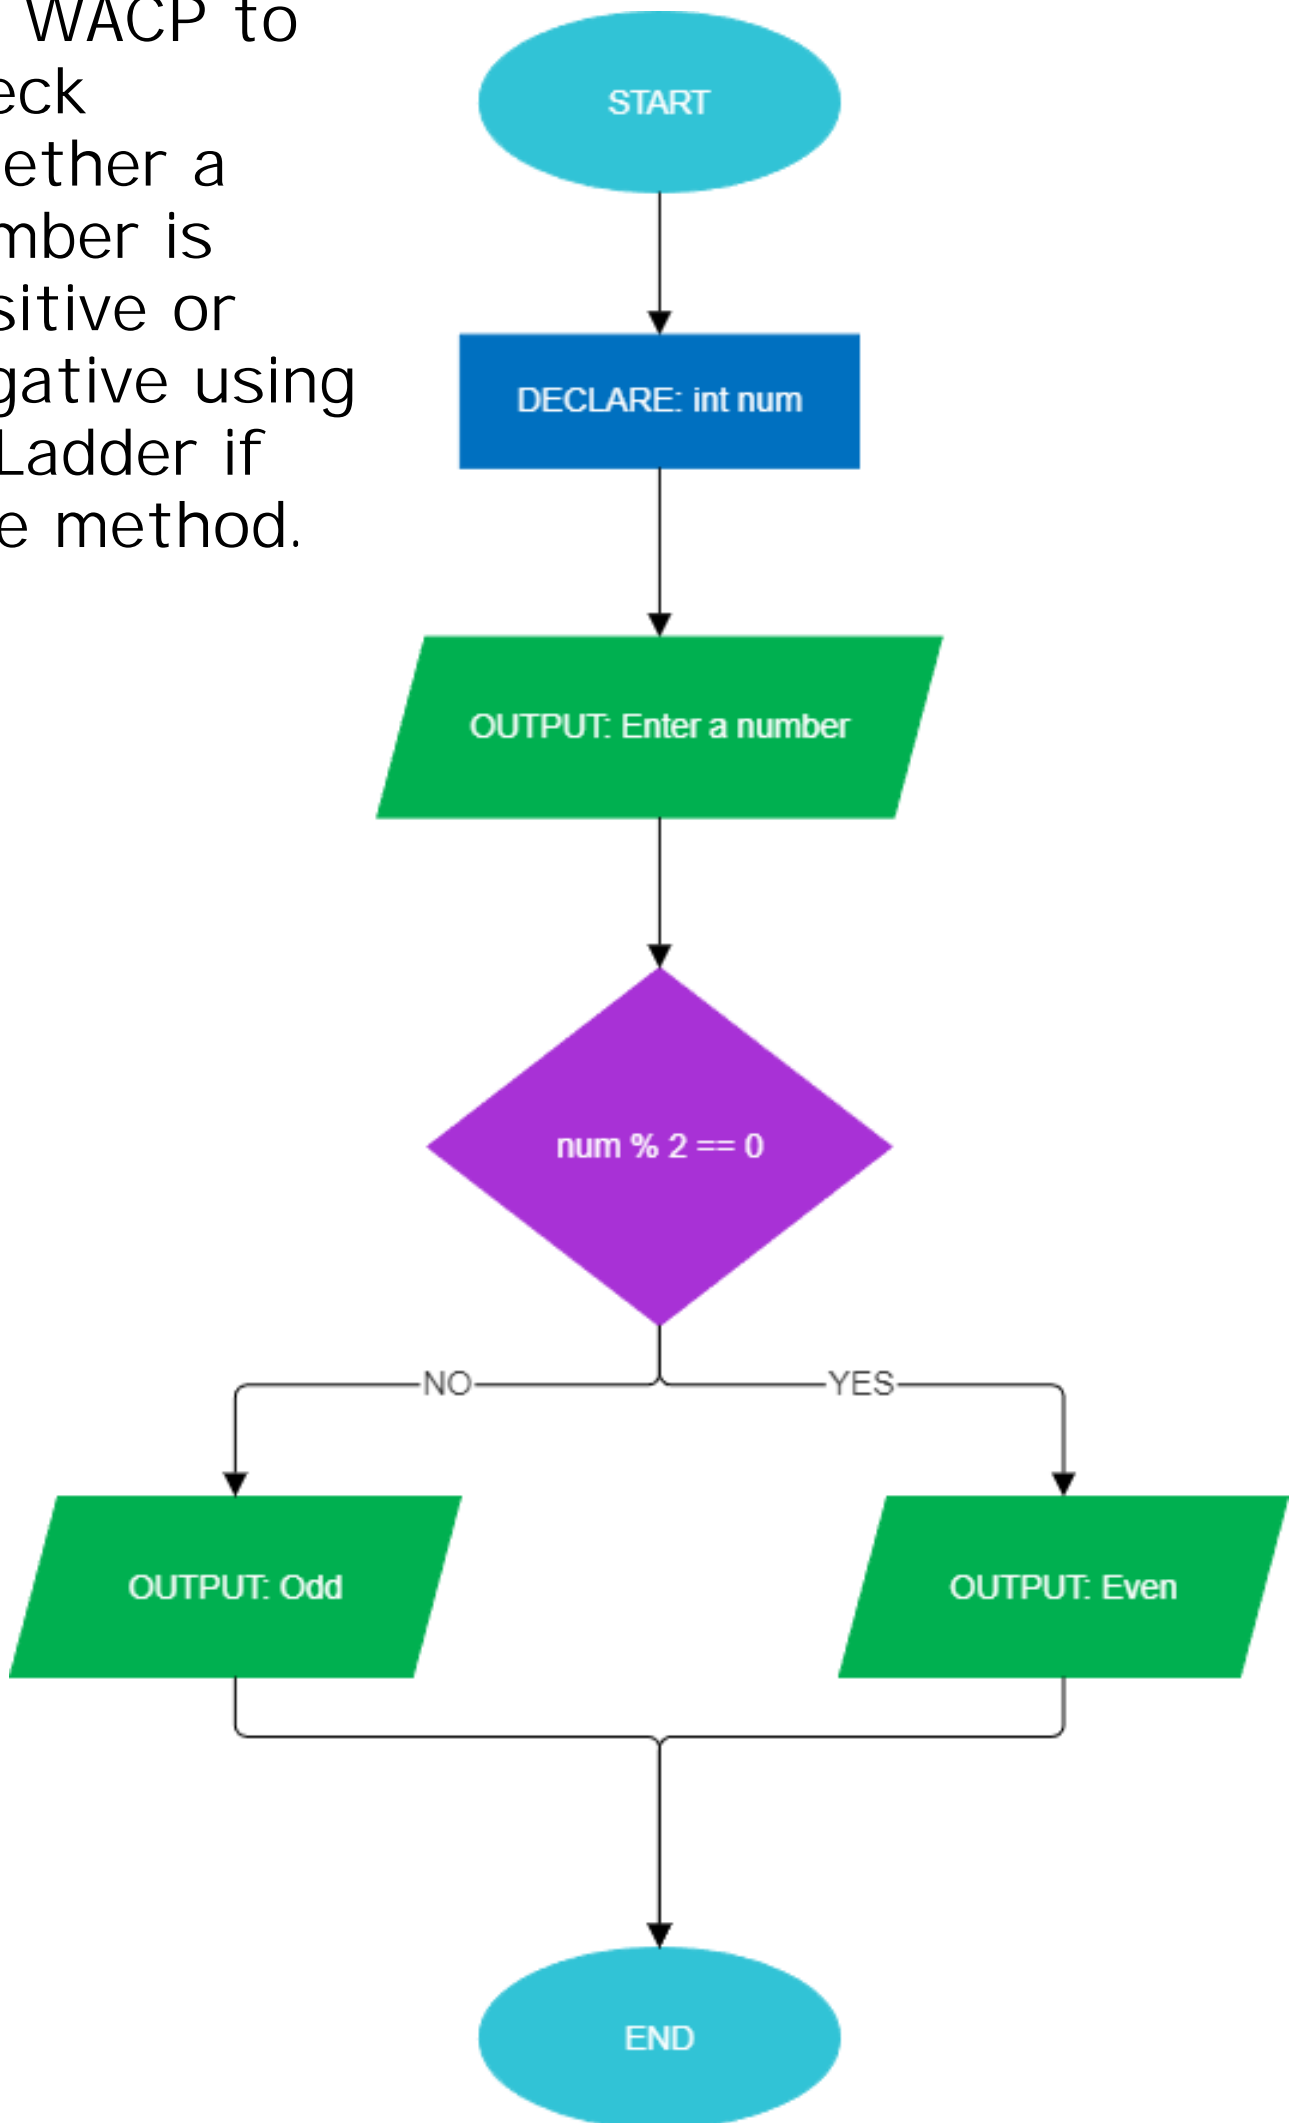 WACP to
eck
ether a
mber is
sitive or
gative using
Ladder if
e method.
START
DECLARE: int num
OUTPUT: Enter a number
num % 2 == 0
NO
YES
OUTPUT: Odd
OUTPUT: Even
END